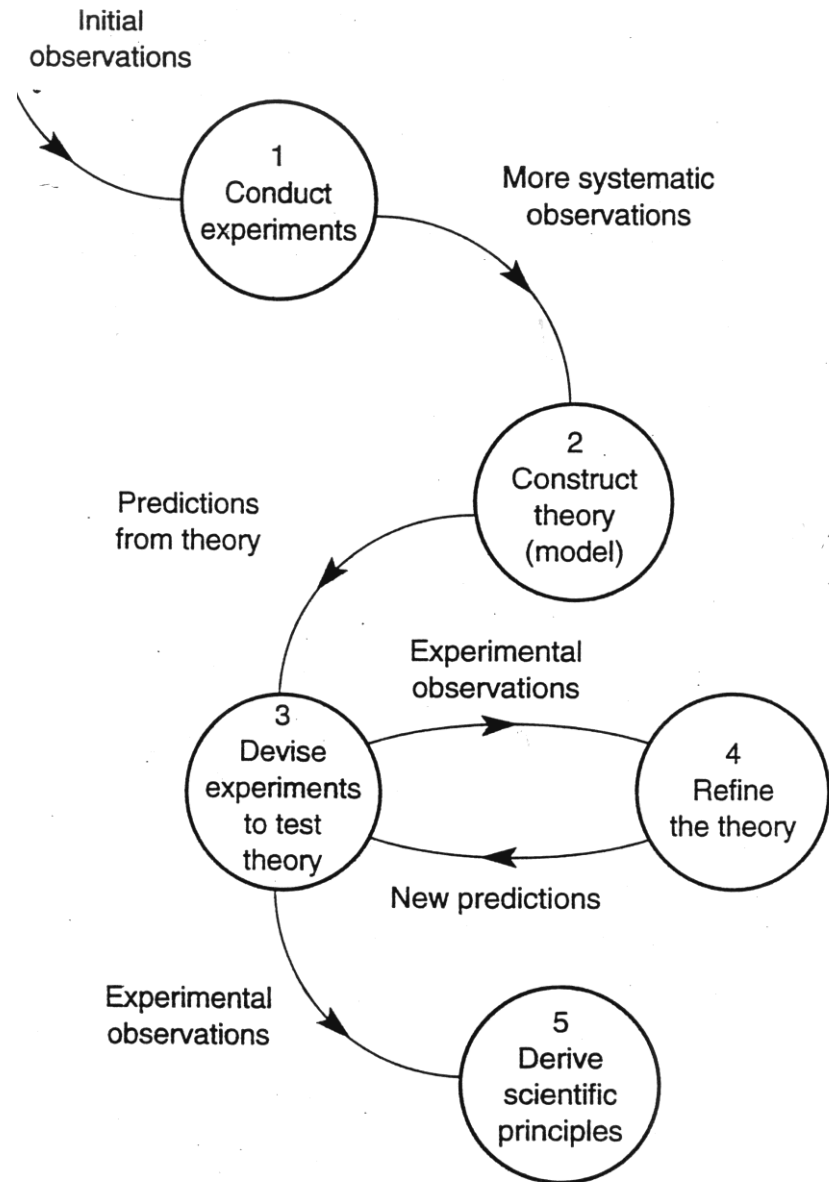 Initial
observations
1
Conduct
experiments
More systematic
observations
2
Construct
theory
(model)
Predictions
from theory
Experimental
observations
3
Devise
experiments
to test
theory
4
Refine
the theory
New predictions
Experimental
observations
5
Derive
scientific
principles